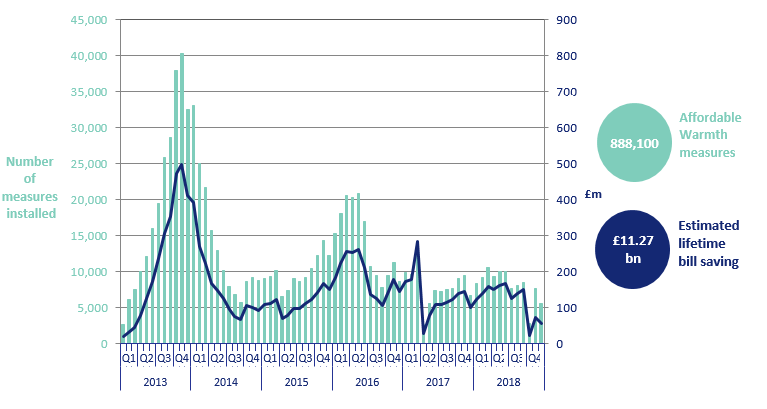 45,000
40,000
35,000
30,000
25,000
20,000
15,000
10,000
5,000
0
Number
of
measures
installed
900
800
700
600
500
400
300
200
100
0
£m
Q1 Q2 Q3 Q4 Q1 Q2 Q3 Q4 Q1 Q2 Q3 Q4 Q1 Q2 Q3 Q4 Q1 Q2 Q3 Q4 Q1 Q2 Q3 Q4
2013 2014 2015 2016 2017 2018
888,100
Affordable
Warmth
measures
£11.27
bn
Estimated
lifetime
bill saving